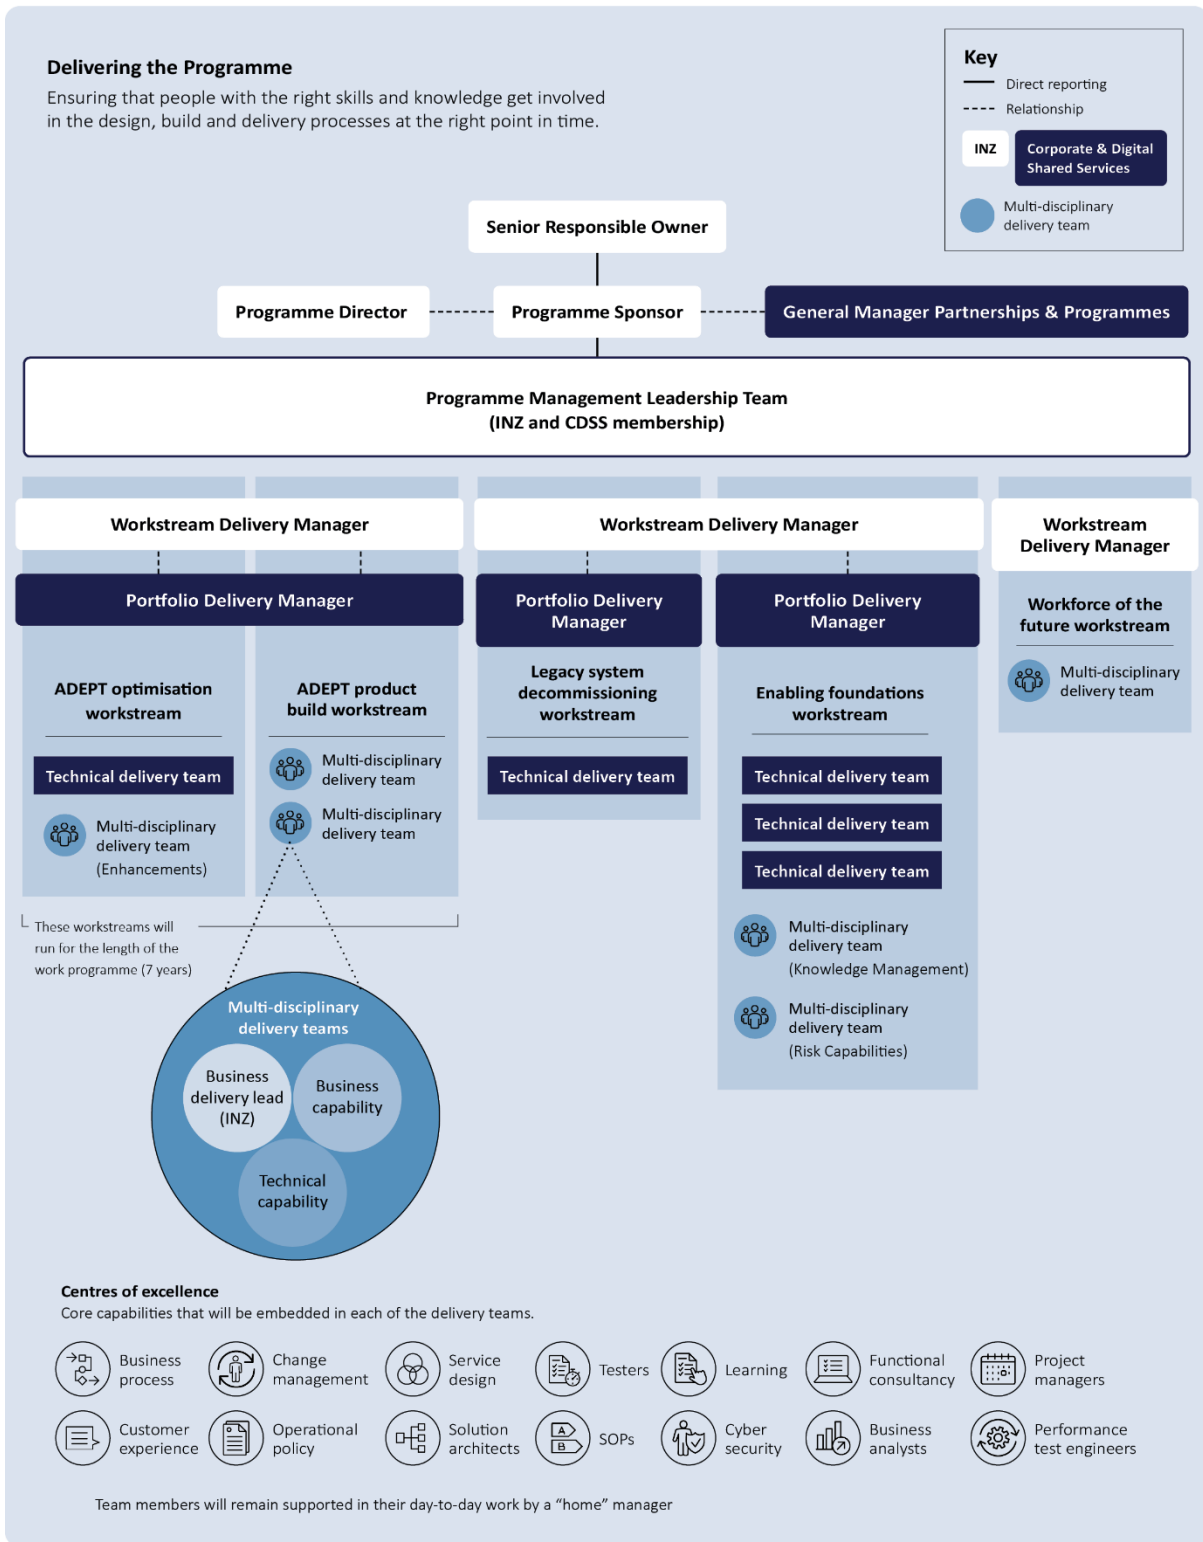 Delivering the Programme
Ensuring that people with the right skills and knowledge get involved
in the design, build and delivery processes at the right point in time.
Key
Direct reporting
Relationship
INZ
Corporate & Digital
Shared Services
Multi-disciplinary
delivery team
Senior Responsible Owner
Programme Director
Programme Sponsor
General Manager Partnerships & Programmes
Programme Management Leadership Team
(INZ and CDSS membership)
Workstream Delivery Manager
Portfolio Delivery Manager
ADEPT optimisation
workstream
Technical delivery team
Multi-disciplinary
delivery team
(Enhancements)
ADEPT product
build workstream
Multi-disciplinary
delivery team
Multi-disciplinary
delivery team
These workstreams will
run for the length of the
work programme (7 years)
Multi-disciplinary
delivery teams
Business
delivery lead
(INZ)
Business
capability
Technical
capability
Workstream Delivery Manager
Portfolio Delivery
Manager
Legacy system
decommissioning
workstream
Technical delivery team
Portfolio Delivery
Manager
Enabling foundations
workstream
Technical delivery team
Technical delivery team
Technical delivery team
Multi-disciplinary
delivery team
(Knowledge Management)
Multi-disciplinary
delivery team
(Risk Capabilities)
Workstream
Delivery Manager
Workforce of the
future workstream
Multi-disciplinary
delivery team
Centres of excellence
Core capabilities that will be embedded in each of the delivery teams.
Business
process
Change
management
Service
design
Testers
Learning
Functional
consultancy
Project
managers
Customer
experience
Operational
policy
Solution
architects
A
B
SOPs
Cyber
security
Business
analysts
Performance
test engineers
Team members will remain supported in their day-to-day work by a “home” manager